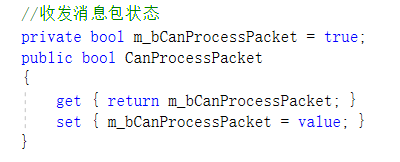 //收发消息包状态
private bool m_bCanProcessPacket = true;
public bool CanProcessPacket
{
    get { return m_bCanProcessPacket; }
    set { m_bCanProcessPacket = value; }
}